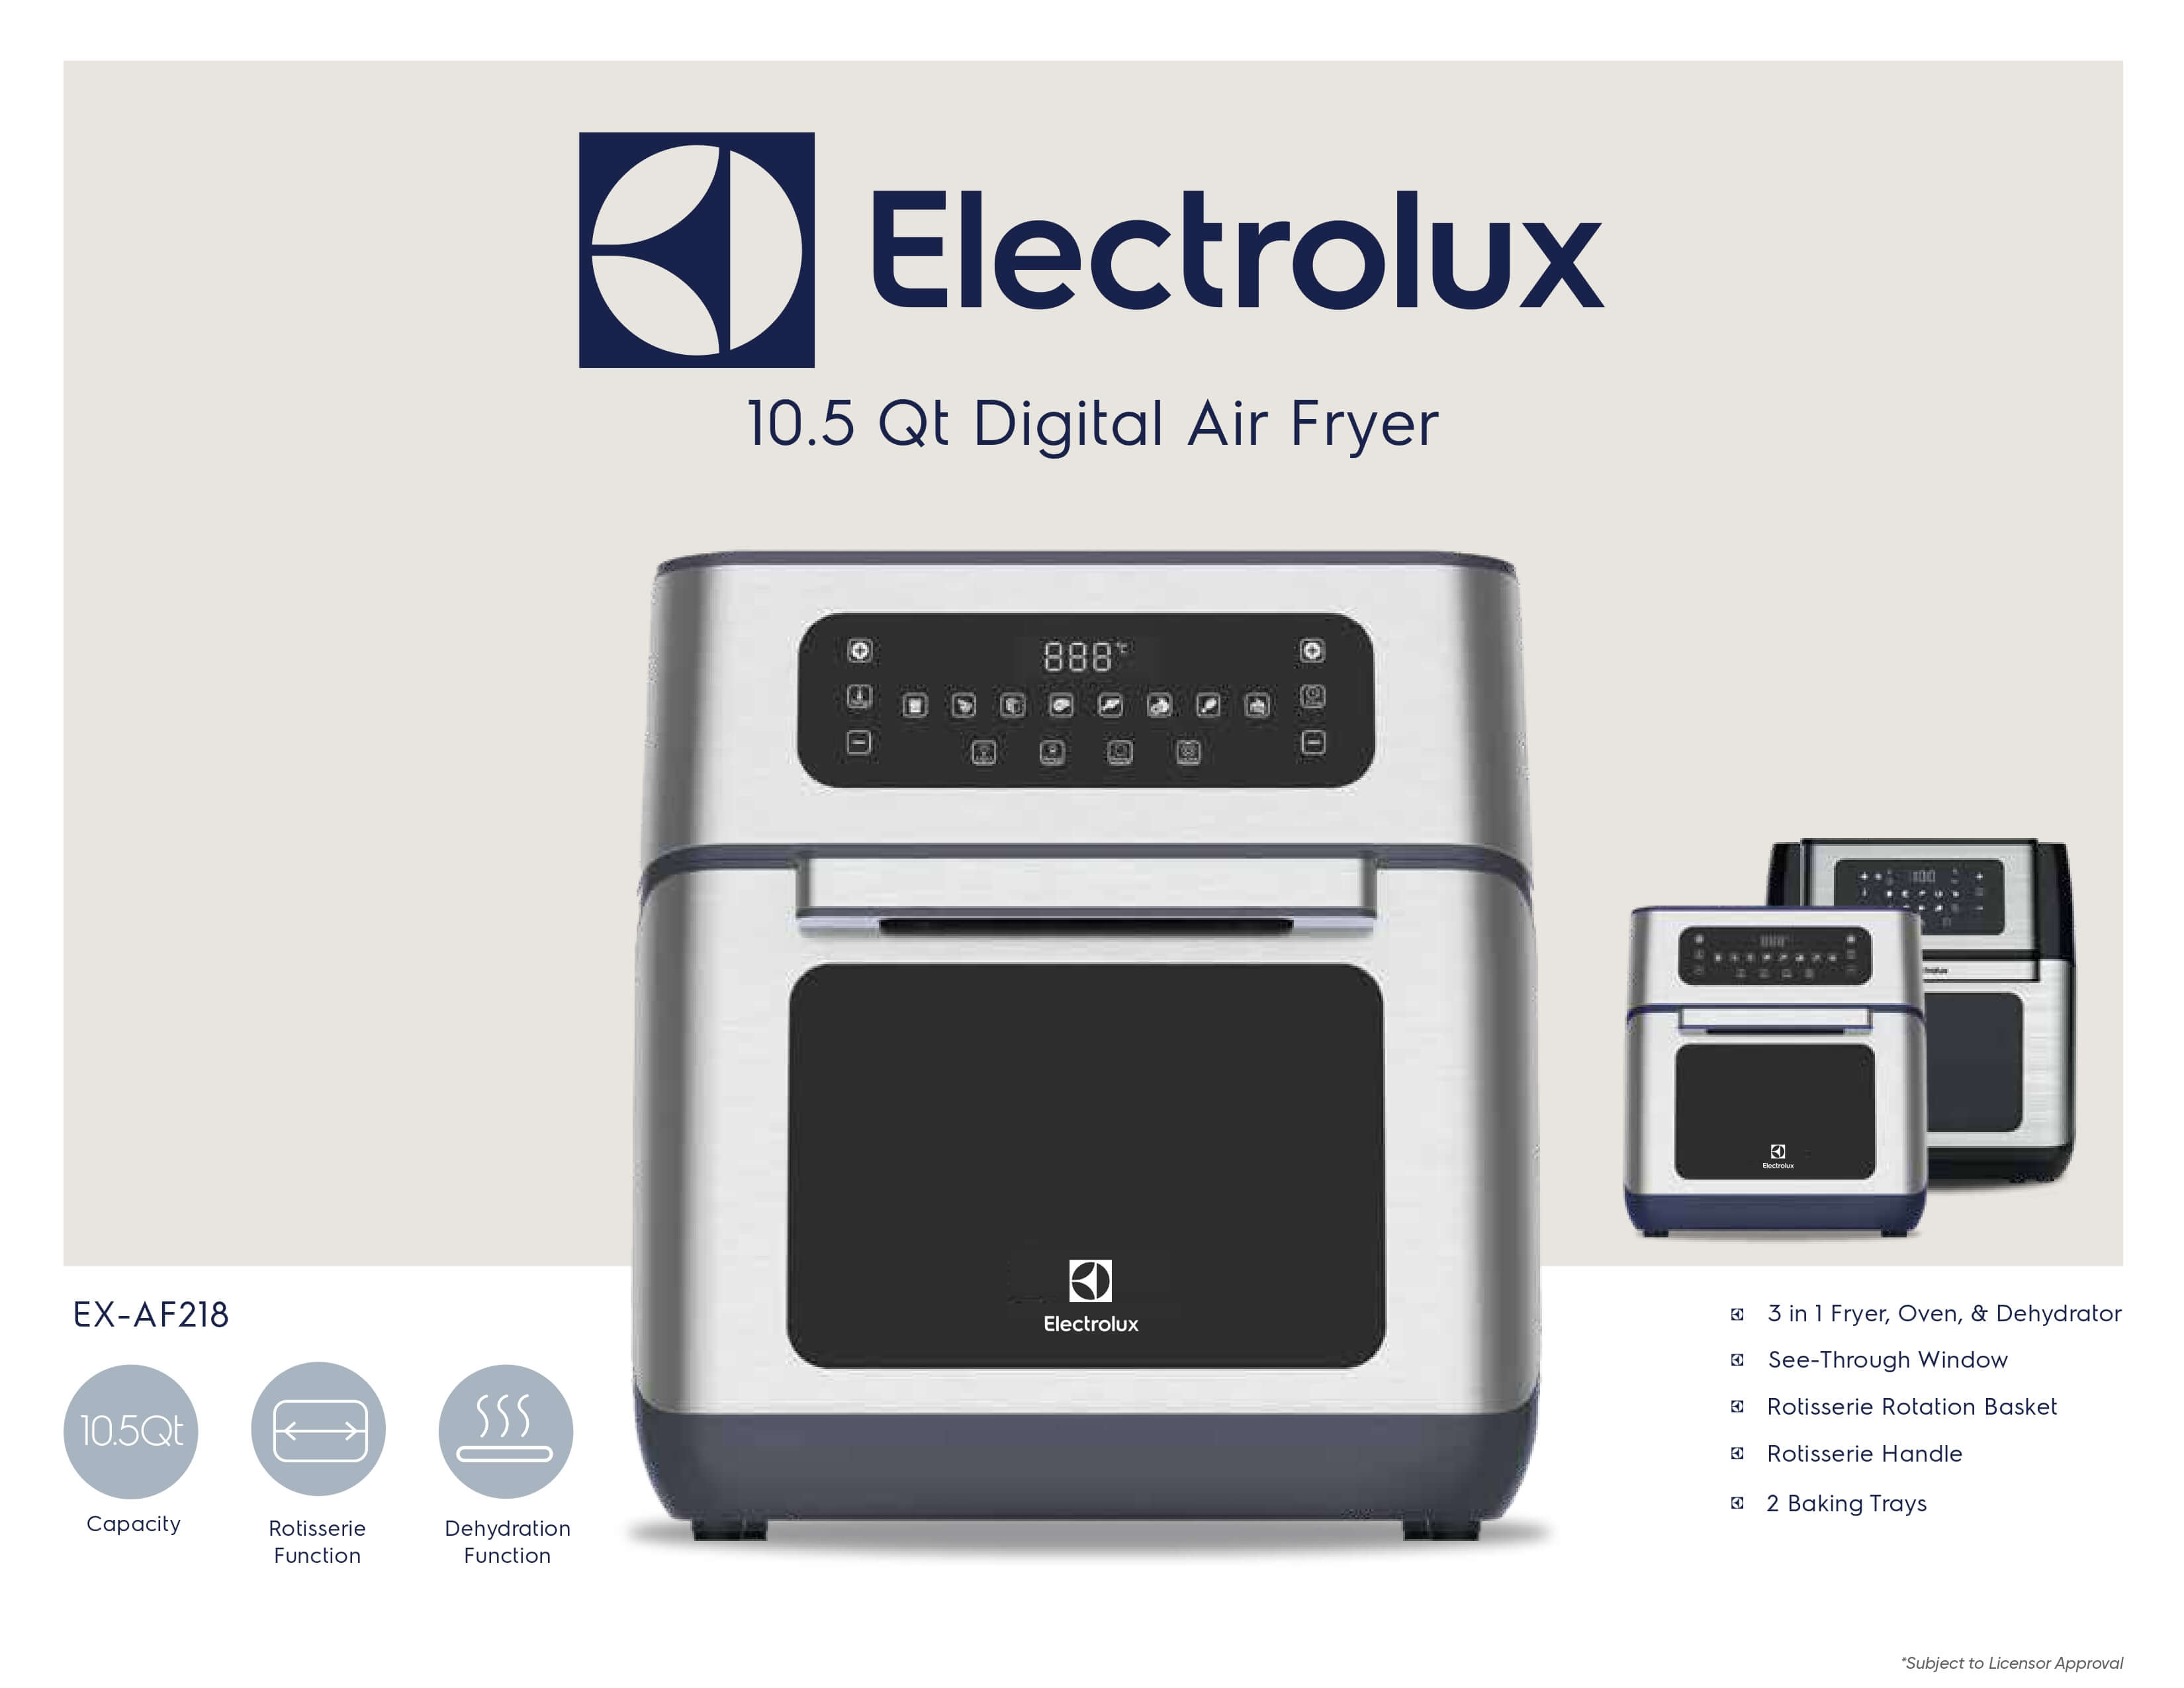 Electrolux
10.5 Qt Digital Air Fryer
888°C
Electrolux
Electrolux
EX-AF218
10.5Qt
Capacity
Rotisserie
Function
Dehydration
Function
3 in 1 Fryer, Oven, & Dehydrator
See-Through Window
Rotisserie Rotation Basket
Rotisserie Handle
2 Baking Trays
*Subject to Licensor Approval